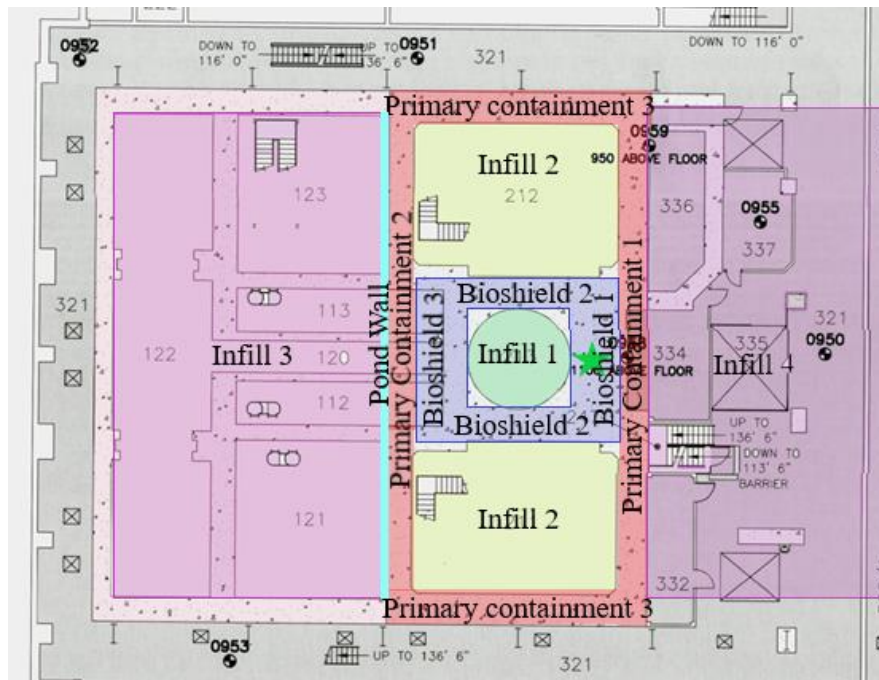 0952
DOWN TO
116' 0"
UP TO
136' 6"
0951
321
DOWN TO 116' 0"
Primary containment 3
0959
950 ABOVE FLOOR
Infill 2
212
123
336
0955
337
Primary Containment 2
Primary Containment 1
Pond Wall
Bioshield 3
Bioshield 2
Bioshield 1
113
321
321
122
Infill 3
120
Infill 1
1100 ABOVE FLOOR
334
335
Infill 4
0950
112
Bioshield 2
UP TO
136' 6"
DOWN TO
113' 6"
BARRIER
121
Infill 2
332
Primary containment 3
0953
UP TO 136' 6"
321